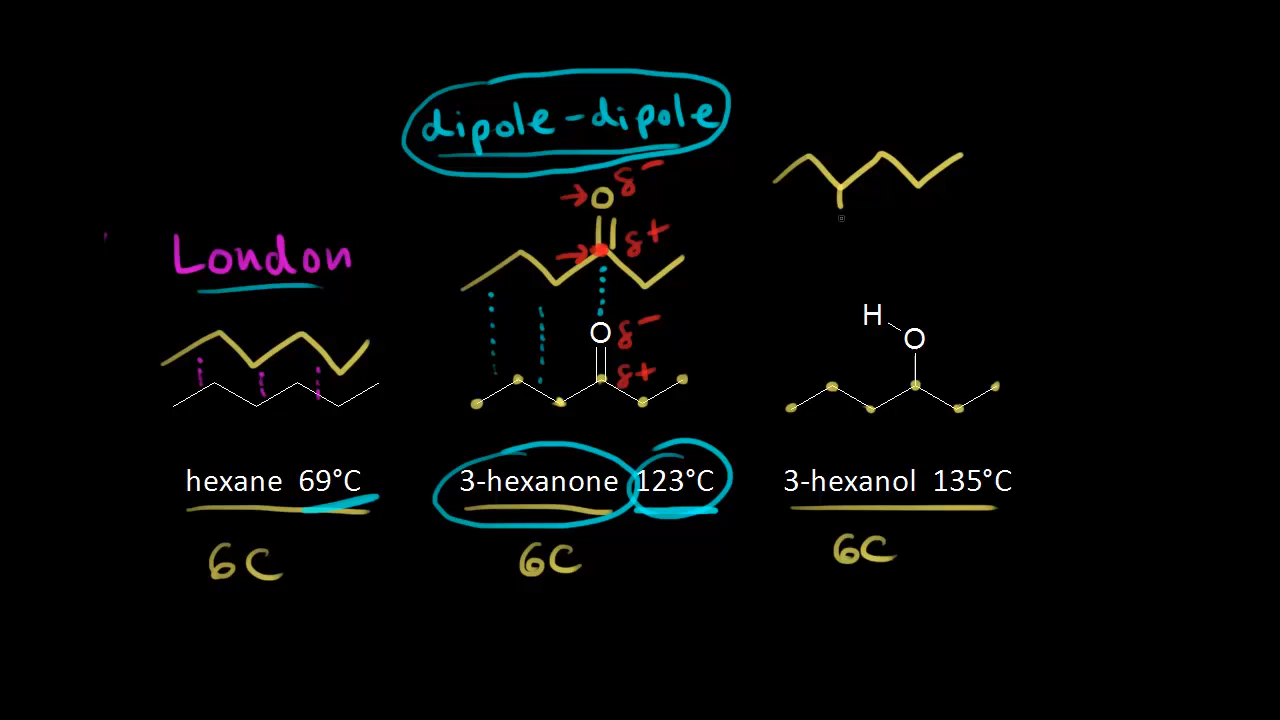 dipole-dipole
O δ-
δ+
London
O δ-
δ+
H
O
hexane 69°C
3-hexanone 123°C
3-hexanol 135°C
6C
6C
6C